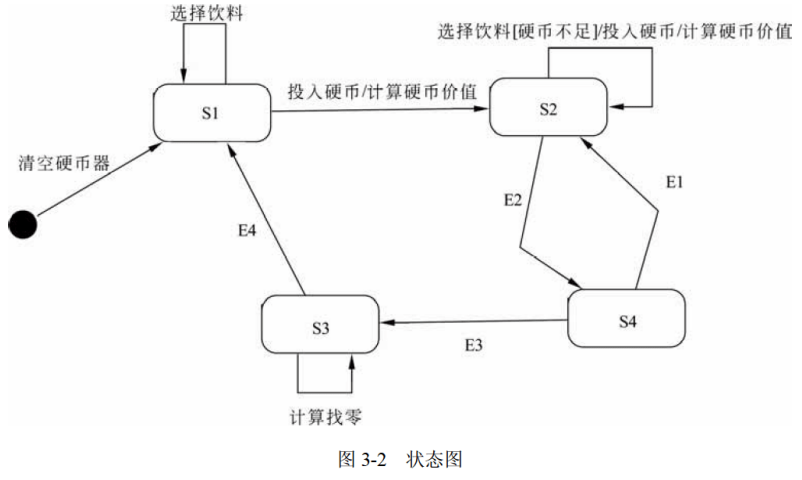 选择饮料
选择饮料[硬币不足]/投入硬币/计算硬币价值
S1
投入硬币/计算硬币价值
S2
清空硬币器
E1
E2
E4
S3
S4
E3
计算找零
图 3-2 状态图